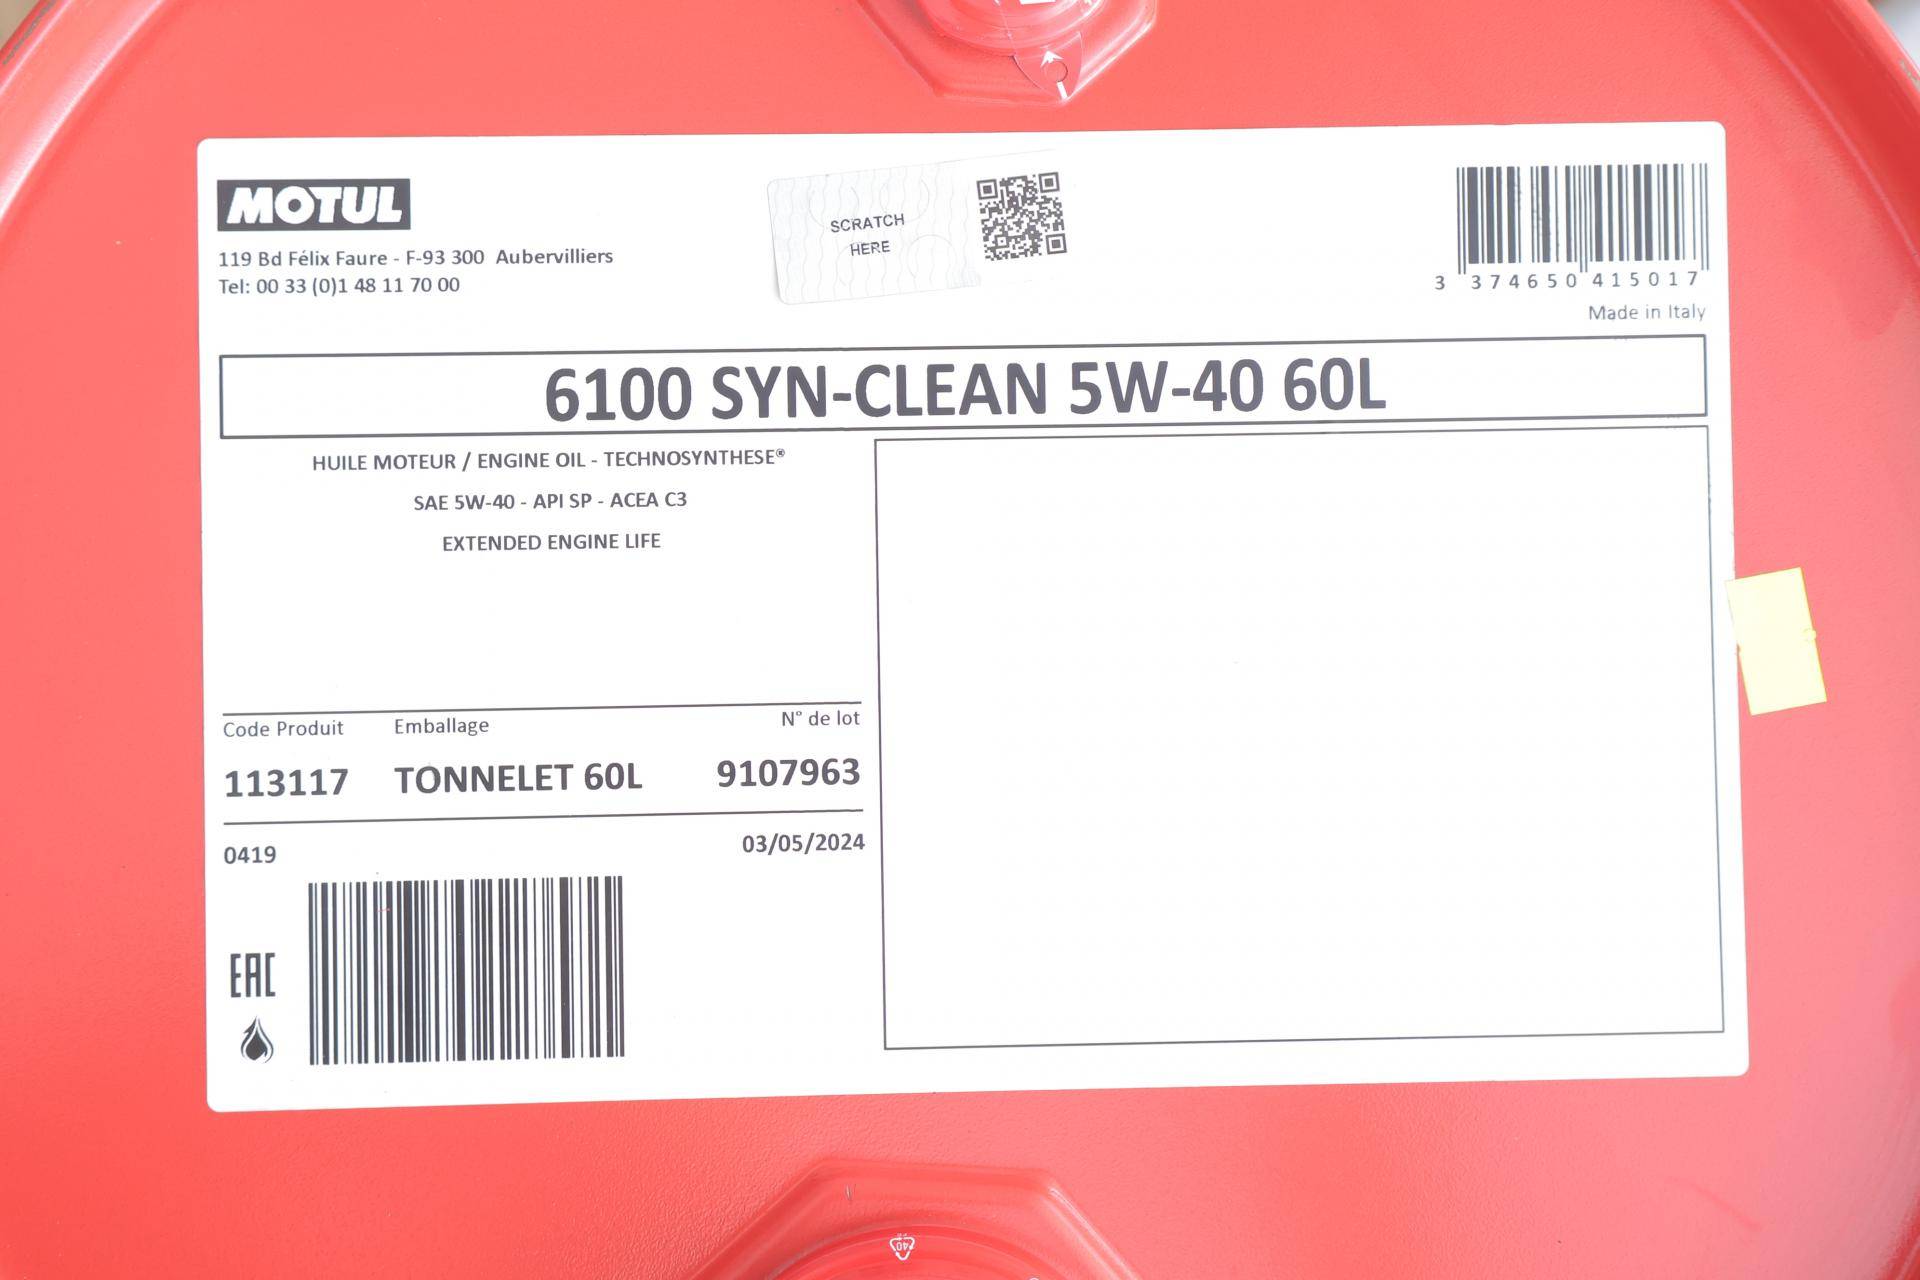 MOTUL
119 Bd Félix Faure - F-93 300 Aubervilliers
Tel: 00 33 (0)1 48 11 70 00
SCRATCH
HERE
3 374650 415017
Made in Italy
6100 SYN-CLEAN 5W-40 60L
HUILE MOTEUR / ENGINE OIL - TECHNOSYNTHESE®
SAE 5W-40 - API SP - ACEA C3
EXTENDED ENGINE LIFE
Code Produit Emballage N° de lot
113117 TONNELET 60L 9107963
0419 03/05/2024
EAC
40